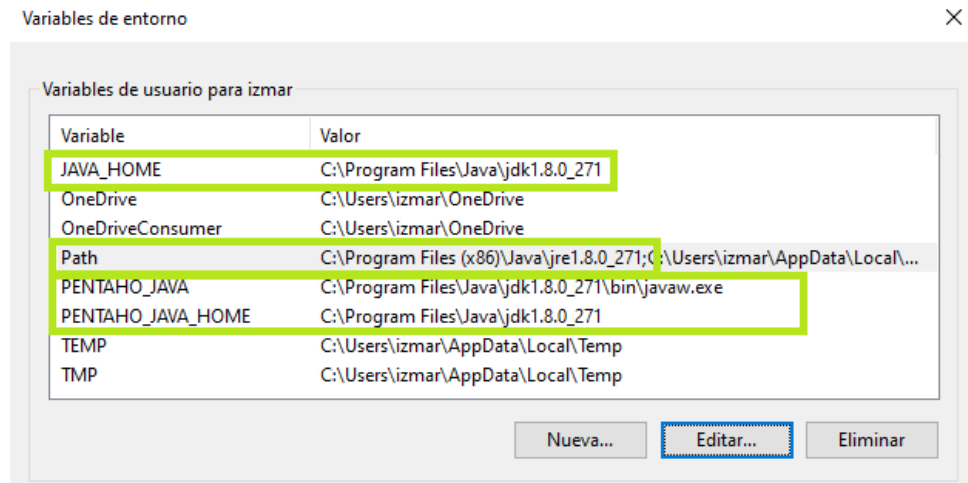 Variables de entorno
Variables de usuario para izmar
Variable Valor
JAVA_HOME C:\Program Files\Java\jdk1.8.0_271
OneDrive C:\Users\izmar\OneDrive
OneDriveConsumer C:\Users\izmar\OneDrive
Path C:\Program Files (x86)\Java\jre1.8.0_271;C:\Users\izmar\AppData\Local\...
PENTAHO_JAVA C:\Program Files\Java\jdk1.8.0_271\bin\javaw.exe
PENTAHO_JAVA_HOME C:\Program Files\Java\jdk1.8.0_271
TEMP C:\Users\izmar\AppData\Local\Temp
TMP C:\Users\izmar\AppData\Local\Temp
Nueva... Editar... Eliminar